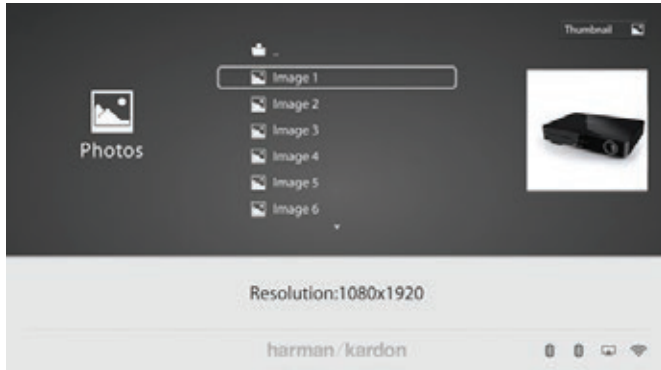 Thumbnail
..
Image 1
Image 2
Image 3
Photos
Image 4
Image 5
Image 6
Resolution:1080x1920
harman/kardon